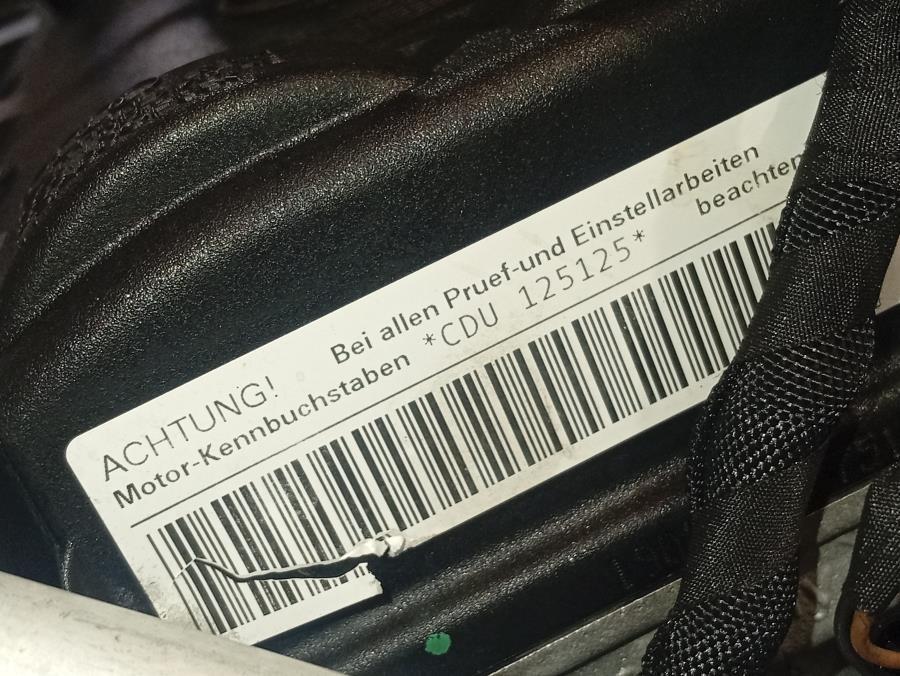 ACHTUNG! Bei allen Pruef-und Einstellarbeiten
Motor-Kennbuchstaben *CDU 125125* beachten